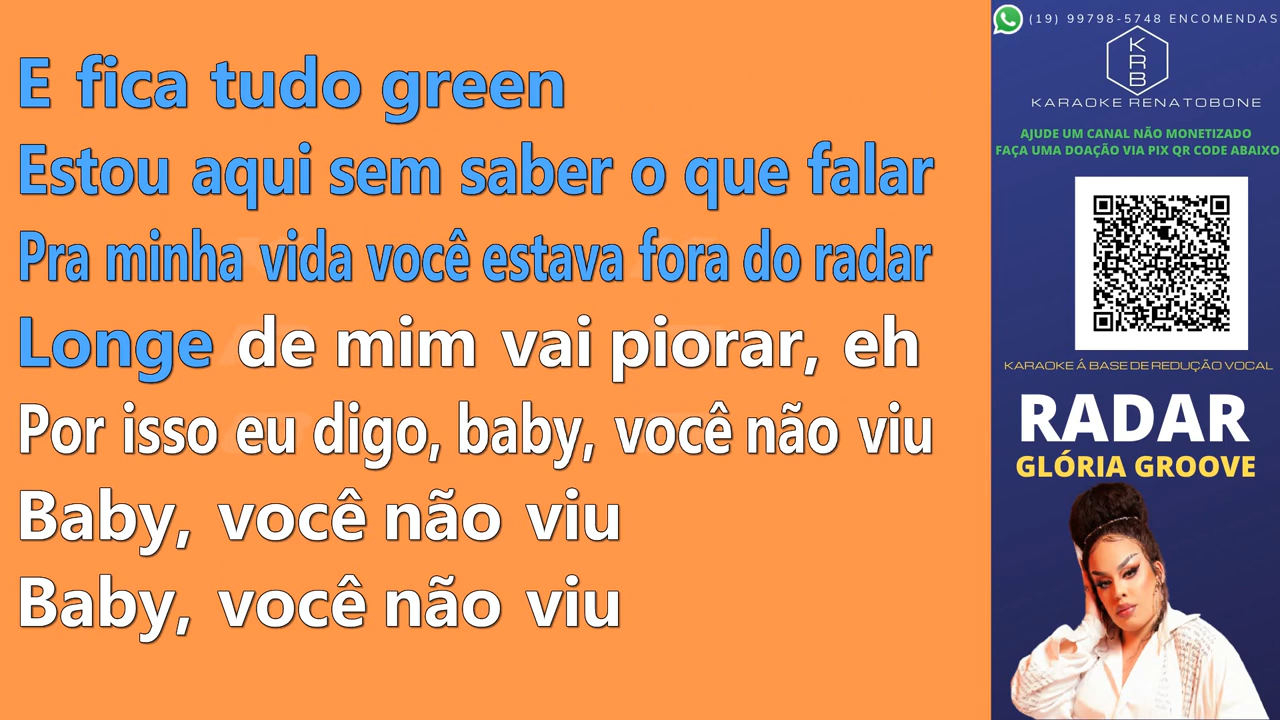 E fica tudo green
Estou aqui sem saber o que falar
Pra minha vida você estava fora do radar
Longe de mim vai piorar, eh
Por isso eu digo, baby, você não viu
Baby, você não viu
Baby, você não viu
(19) 99798-5748 ENCOMENDAS
K
R
B
KARAOKE RENATOBONE
AJUDE UM CANAL NÃO MONETIZADO
FAÇA UMA DOAÇÃO VIA PIX QR CODE ABAIXO
KARAOKE Á BASE DE REDUÇÃO VOCAL
RADAR
GLÓRIA GROOVE